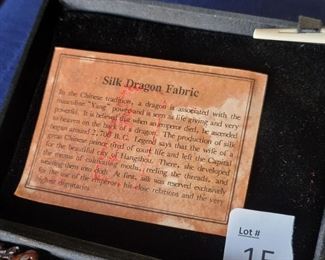 Silk Dragon Fabric
In the Chinese tradition, a dragon is associated with the
masculine "Yang" power and is seen as life giving and very
powerful. It is believed that when an emperor died, he ascended
to heaven on the back of a dragon. The production of silk
began around 2,700 B.C. Legend says that the wife of a
great Chinese prince tired of court life and left the Capital
for the beautiful city of Hangzhou. There, she developed
the means of cultivating moths, reeling the threads, and
weaving them into cloth. At first, silk was reserved exclusively
for the use of the emperor, his close relations and the very
highest dignitaries.
Lot #
15